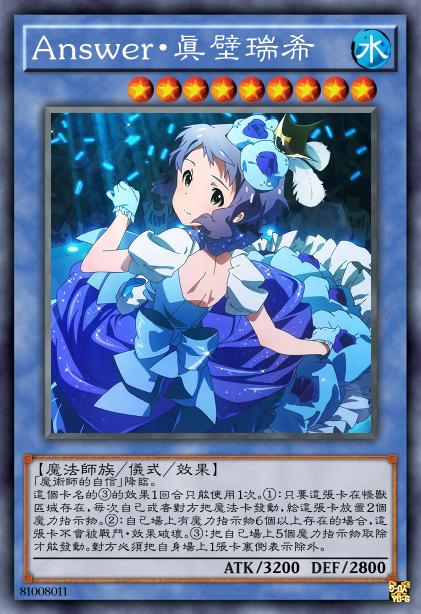 Answer・眞壁瑞希
水
【魔法師族／儀式／效果】
「魔術師的自信」降臨。
這個卡名的③的效果1回合只能使用1次。①：只要這張卡在怪獸
區域存在，每次自己或者對方把魔法卡發動，給這張卡放置2個
魔力指示物。②：自己場上有魔力指示物6個以上存在的場合，這
張卡不會被戰鬥·效果破壞。③：把自己場上5個魔力指示物取除
才能發動。對方必須把自身場上1張卡裏側表示除外。
ATK/3200 DEF/2800
81008011